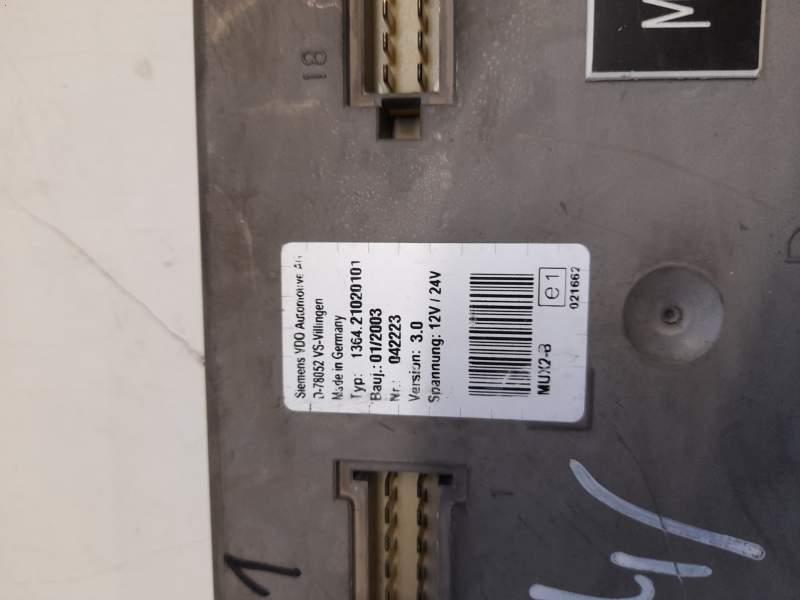 Siemens VDO Automotive AG
D-78052 VS-Villingen
Made in Germany
Typ: 1364.21020101
Bauj.: 01/2003
Nr.: 042223
Version: 3.0
Spannung: 12V / 24V
MUX2-B
e1
021662
18
M
1